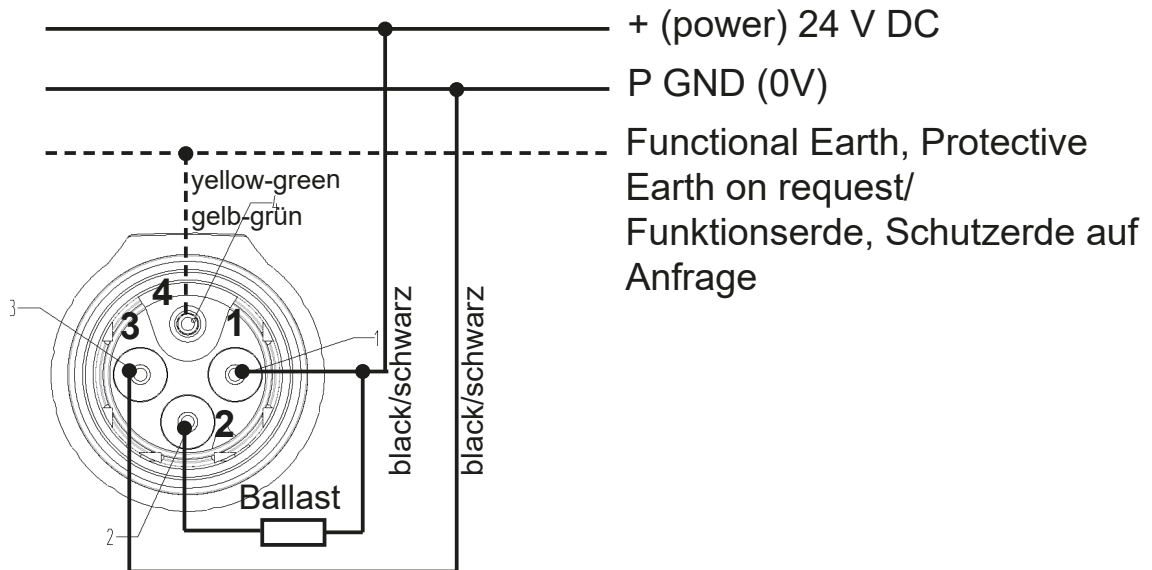 + (power) 24 V DC
P GND (0V)
Functional Earth, Protective
Earth on request/
Funktionserde, Schutzerde auf
Anfrage
yellow-green
gelb-grün
4
4
3
3
1
1
2
2
black/schwarz
black/schwarz
Ballast